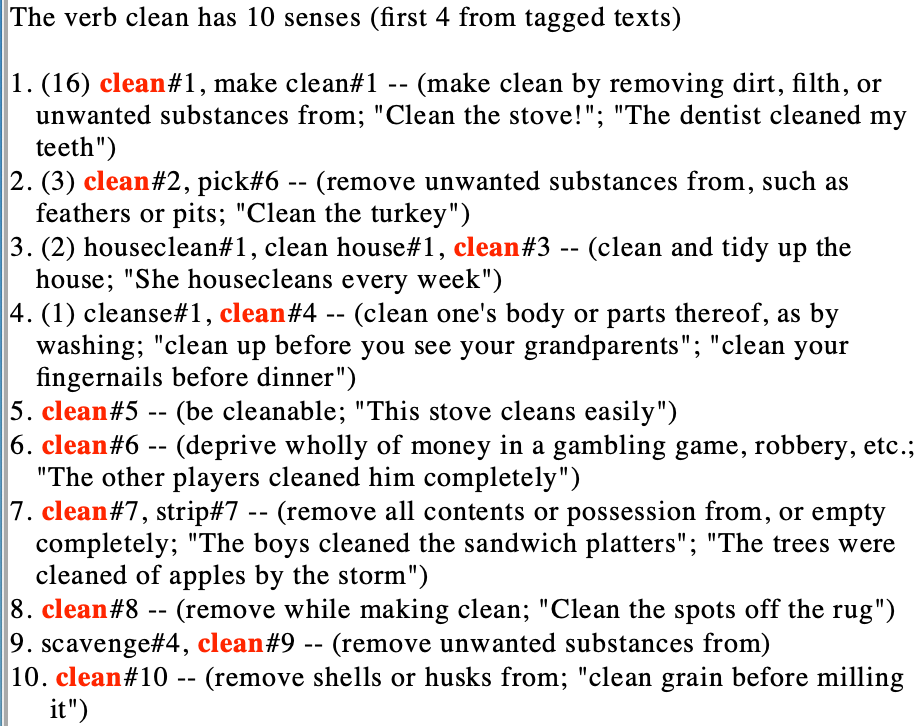 The verb clean has 10 senses (first 4 from tagged texts)
1. (16) clean#1, make clean#1 -- (make clean by removing dirt, filth, or
unwanted substances from; "Clean the stove!"; "The dentist cleaned my
teeth")
2. (3) clean#2, pick#6 -- (remove unwanted substances from, such as
feathers or pits; "Clean the turkey")
3. (2) houseclean#1, clean house#1, clean#3 -- (clean and tidy up the
house; "She housecleans every week")
4. (1) cleanse#1, clean#4 -- (clean one's body or parts thereof, as by
washing; "clean up before you see your grandparents"; "clean your
fingernails before dinner")
5. clean#5 -- (be cleanable; "This stove cleans easily")
6. clean#6 -- (deprive wholly of money in a gambling game, robbery, etc.;
"The other players cleaned him completely")
7. clean#7, strip#7 -- (remove all contents or possession from, or empty
completely; "The boys cleaned the sandwich platters"; "The trees were
cleaned of apples by the storm")
8. clean#8 -- (remove while making clean; "Clean the spots off the rug")
9. scavenge#4, clean#9 -- (remove unwanted substances from)
10. clean#10 -- (remove shells or husks from; "clean grain before milling
it")